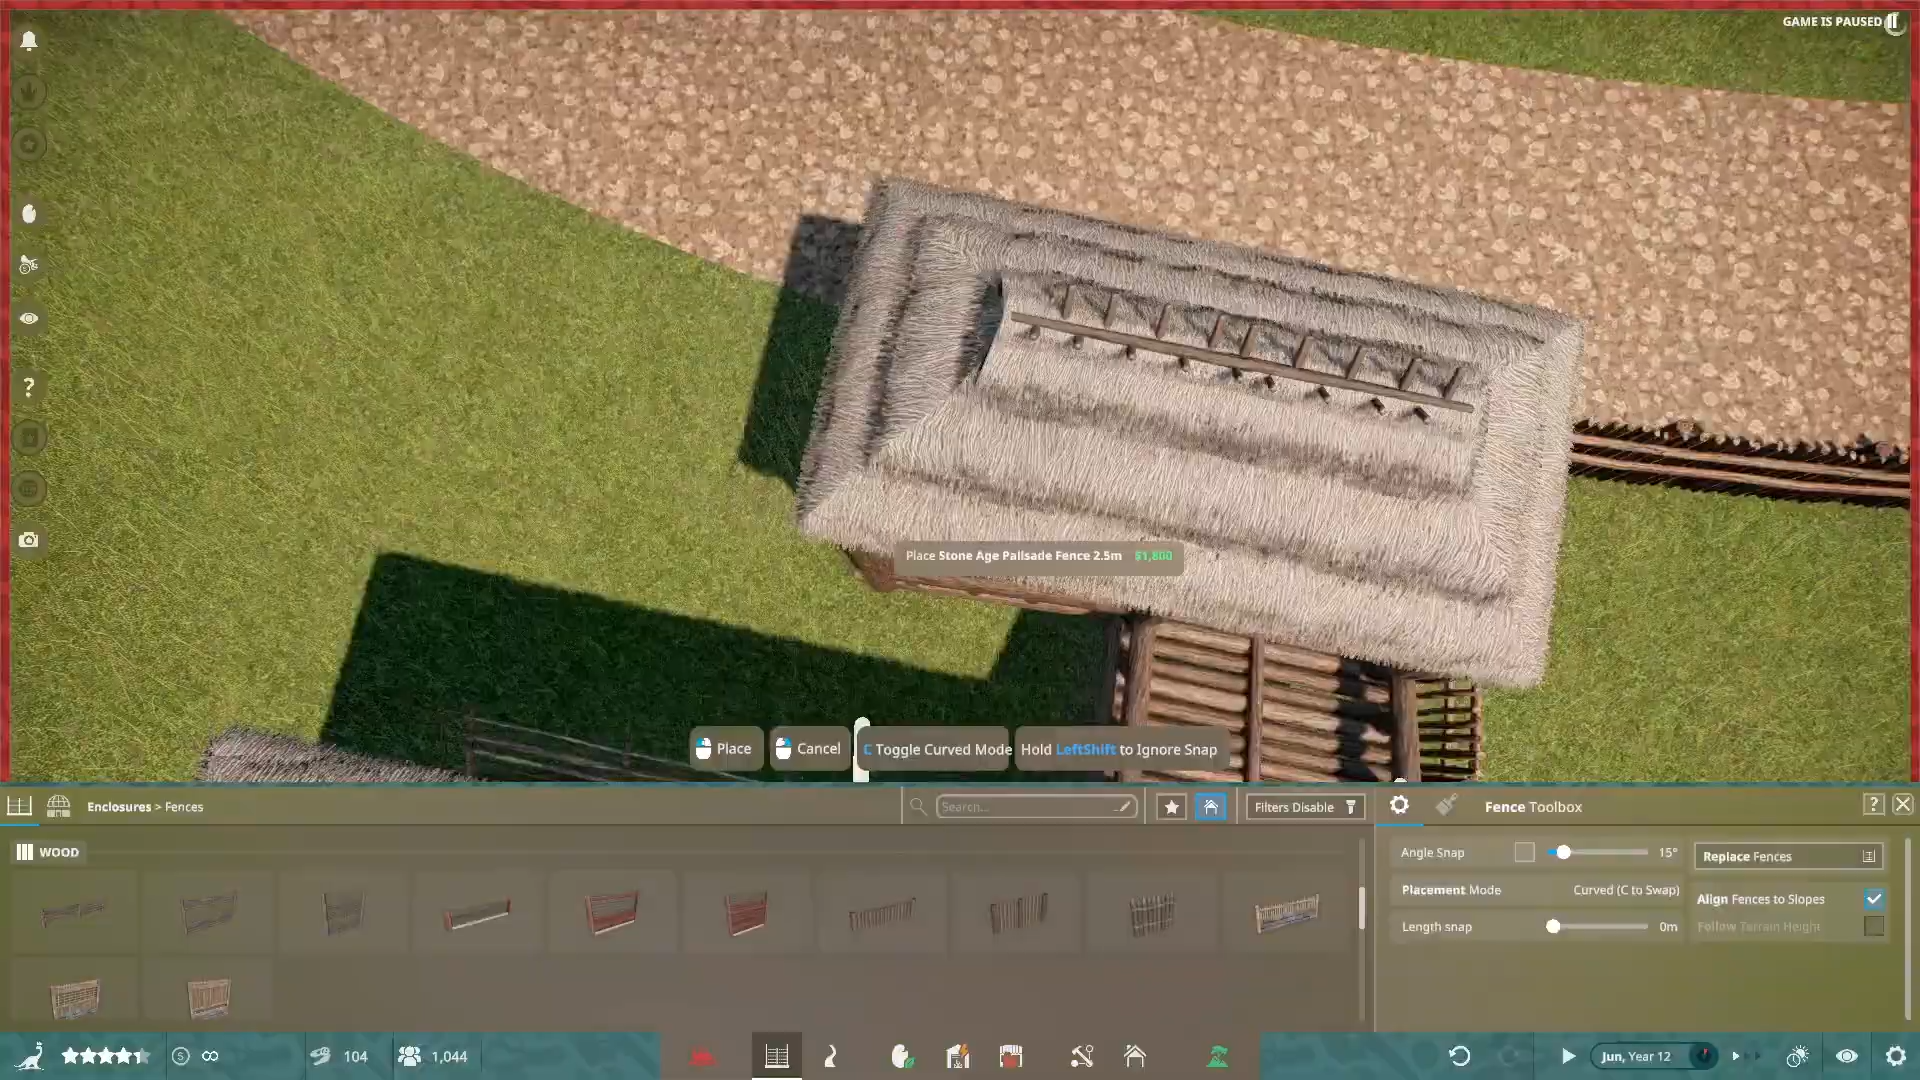 GAME IS PAUSED
?
Place Stone Age Palisade Fence 2.5m $1,800
Place
Cancel
C Toggle Curved Mode
Hold LeftShift to Ignore Snap
Enclosures > Fences
Search...
Filters Disable
Fence Toolbox
?
WOOD
Angle Snap
15°
Replace Fences
Placement Mode
Curved (C to Swap)
Align Fences to Slopes
Length snap
0m
Follow Terrain Height
∞
104
1,044
Jun, Year 12